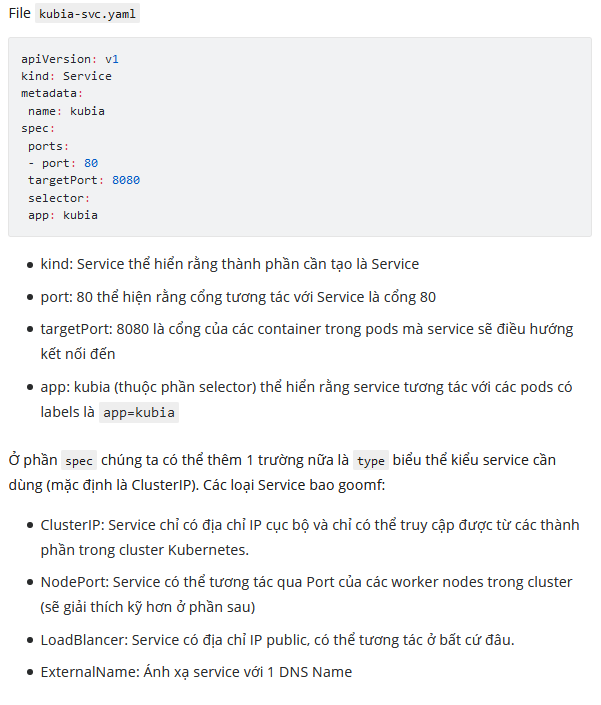 File kubia-svc.yaml
apiVersion: v1
kind: Service
metadata:
 name: kubia
spec:
 ports:
 - port: 80
 targetPort: 8080
 selector:
 app: kubia
• kind: Service thể hiển rằng thành phần cần tạo là Service
• port: 80 thể hiện rằng cổng tương tác với Service là cổng 80
• targetPort: 8080 là cổng của các container trong pods mà service sẽ điều hướng
kết nối đến
• app: kubia (thuộc phần selector) thể hiển rằng service tương tác với các pods có
labels là app=kubia
Ở phần spec chúng ta có thể thêm 1 trường nữa là type biểu thể kiểu service cần
dùng (mặc định là ClusterIP). Các loại Service bao goomf:
• ClusterIP: Service chỉ có địa chỉ IP cục bộ và chỉ có thể truy cập được từ các thành
phần trong cluster Kubernetes.
• NodePort: Service có thể tương tác qua Port của các worker nodes trong cluster
(sẽ giải thích kỹ hơn ở phần sau)
• LoadBlancer: Service có địa chỉ IP public, có thể tương tác ở bất cứ đâu.
• ExternalName: Ánh xạ service với 1 DNS Name